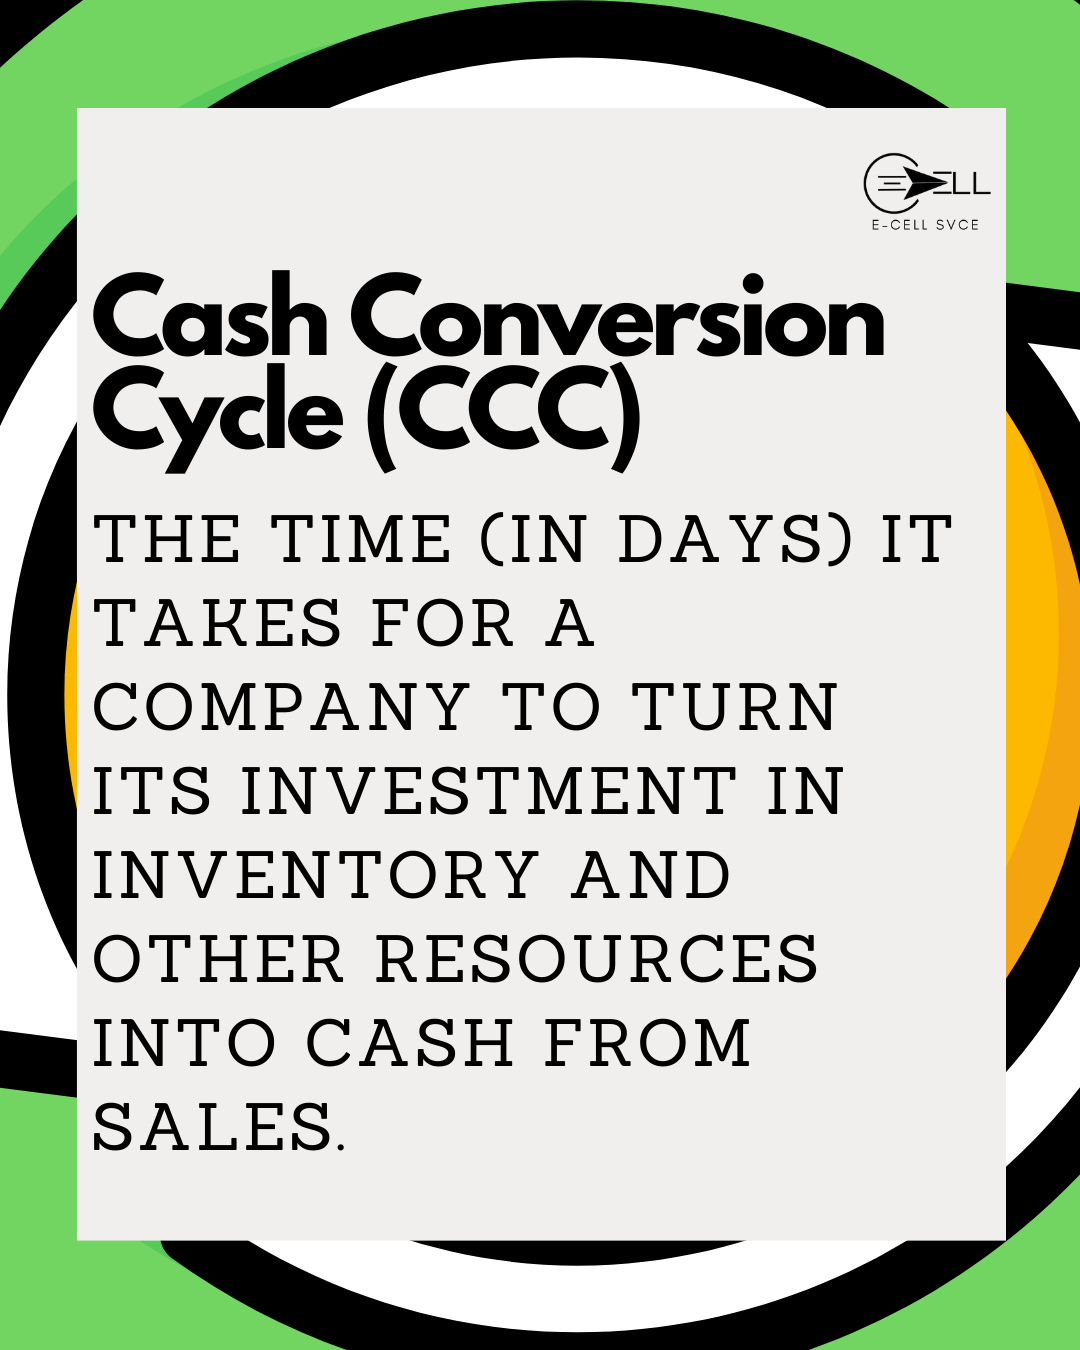 ELL
E-CELL SVCE
Cash Conversion
Cycle (CCC)
THE TIME (IN DAYS) IT
TAKES FOR A
COMPANY TO TURN
ITS INVESTMENT IN
INVENTORY AND
OTHER RESOURCES
INTO CASH FROM
SALES.